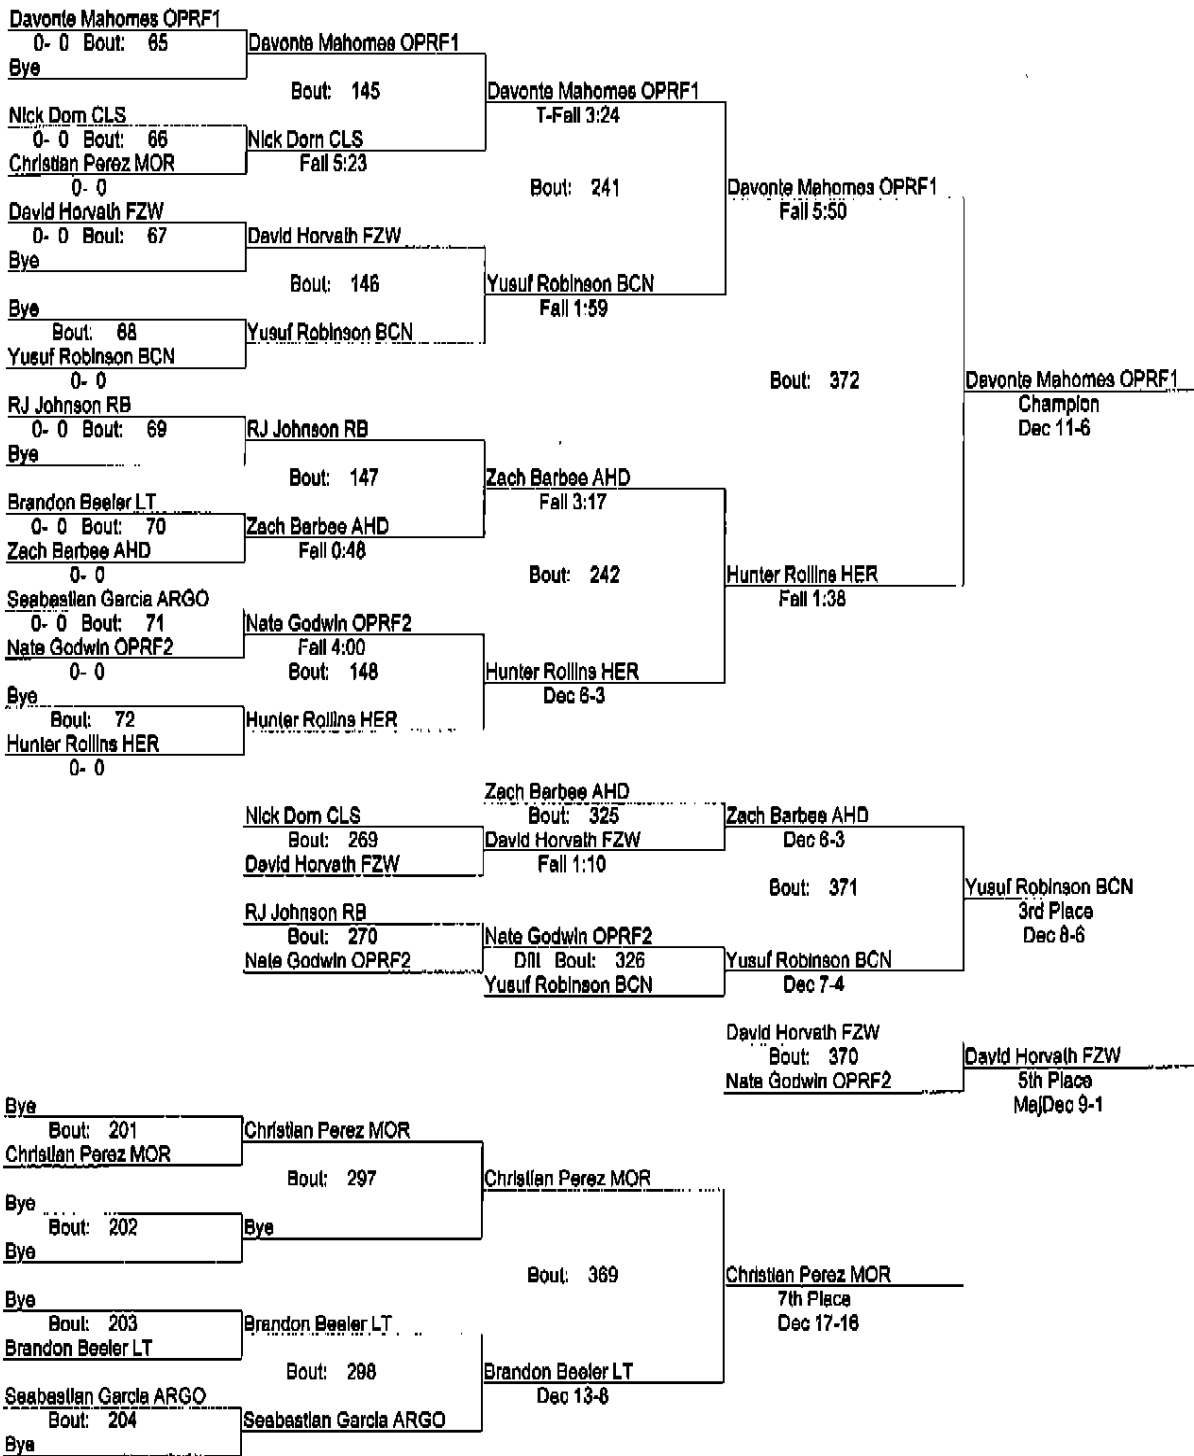 Davonte Mahomes OPRF1
0- 0 Bout: 65
Bye
Davonte Mahomes OPRF1
Bout: 145
Nick Dorn CLS
0- 0 Bout: 66
Christian Perez MOR
0- 0
Nick Dorn CLS
Fall 5:23
Davonte Mahomes OPRF1
T-Fall 3:24
Bout: 241
David Horvath FZW
0- 0 Bout: 67
Bye
David Horvath FZW
Bout: 146
Bye
Bout: 68
Yusuf Robinson BCN
0- 0
Yusuf Robinson BCN
Yusuf Robinson BCN
Fall 1:59
Davonte Mahomes OPRF1
Fall 5:50
Bout: 372
RJ Johnson RB
0- 0 Bout: 69
Bye
RJ Johnson RB
Bout: 147
Brandon Beeler LT
0- 0 Bout: 70
Zach Barbee AHD
0- 0
Zach Barbee AHD
Fall 0:48
Zach Barbee AHD
Fall 3:17
Bout: 242
Seabastian Garcia ARGO
0- 0 Bout: 71
Nate Godwin OPRF2
0- 0
Nate Godwin OPRF2
Fall 4:00
Bout: 148
Bye
Bout: 72
Hunter Rollins HER
0- 0
Hunter Rollins HER
Hunter Rollins HER
Dec 6-3
Hunter Rollins HER
Fall 1:38
Davonte Mahomes OPRF1
Champion
Dec 11-6
Nick Dorn CLS
Bout: 269
David Horvath FZW
Zach Barbee AHD
Bout: 325
David Horvath FZW
Fall 1:10
Zach Barbee AHD
Dec 6-3
Bout: 371
RJ Johnson RB
Bout: 270
Nate Godwin OPRF2
Nate Godwin OPRF2
Dflt Bout: 326
Yusuf Robinson BCN
Yusuf Robinson BCN
Dec 7-4
Yusuf Robinson BCN
3rd Place
Dec 8-6
David Horvath FZW
Bout: 370
Nate Godwin OPRF2
David Horvath FZW
5th Place
MajDec 9-1
Bye
Bout: 201
Christian Perez MOR
Christian Perez MOR
Bout: 297
Bye
Bout: 202
Bye
Bye
Christian Perez MOR
Bout: 369
Bye
Bout: 203
Brandon Beeler LT
Brandon Beeler LT
Bout: 298
Seabastian Garcia ARGO
Bout: 204
Bye
Seabastian Garcia ARGO
Brandon Beeler LT
Dec 13-8
Christian Perez MOR
7th Place
Dec 17-16